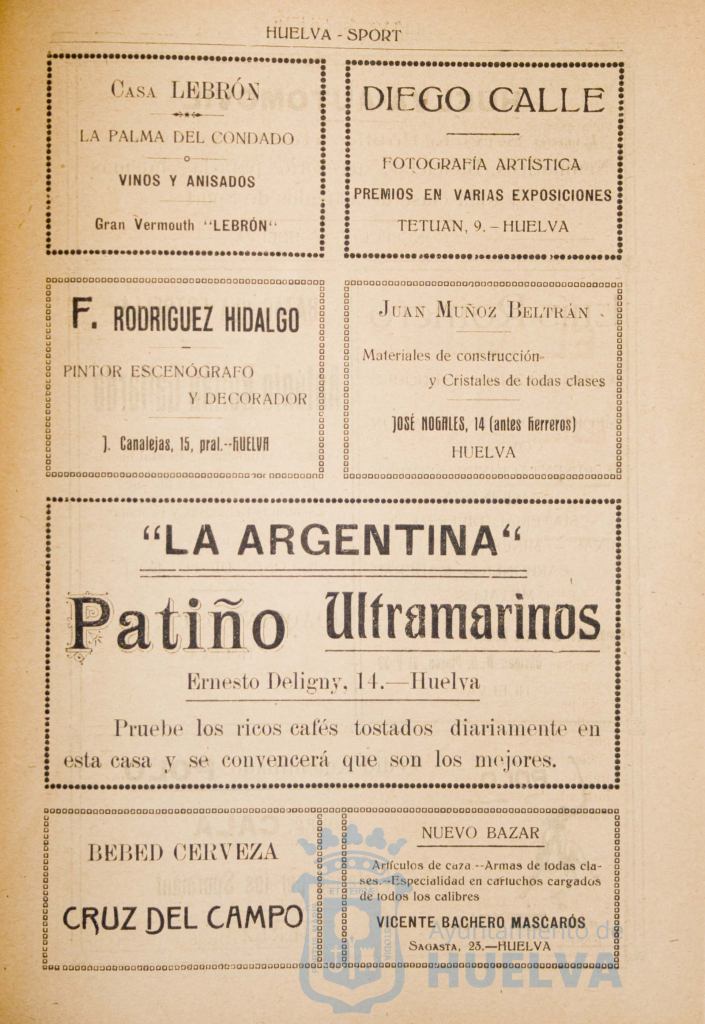 HUELVA - SPORT
CASA LEBRÓN
LA PALMA DEL CONDADO
VINOS Y ANISADOS
Gran Vermouth "LEBRÓN"
DIEGO CALLE
FOTOGRAFÍA ARTÍSTICA
PREMIOS EN VARIAS EXPOSICIONES
TETUAN, 9.-HUELVA
F. RODRIGUEZ HIDALGO
PINTOR ESCENÓGRAFO
Y DECORADOR
J. Canalejas, 15, pral.--HUELVA
JUAN MUÑOZ BELTRÁN
Materiales de construcción
y Cristales de todas clases
JOSÉ NOGALES, 14 (antes Herreros)
HUELVA
"LA ARGENTINA"
Patiño Ultramarinos
Ernesto Deligny, 14.—Huelva
Pruebe los ricos cafés tostados diariamente en
esta casa y se convencerá que son los mejores.
BEBED CERVEZA
CRUZ DEL CAMPO
NUEVO BAZAR
Artículos de caza.--Armas de todas cla-
ses.--Especialidad en cartuchos cargados
de todos los calibres
VICENTE BACHERO MASCARÓS
SAGASTA, 23.—HUELVA
Ayuntamiento de
HUELVA